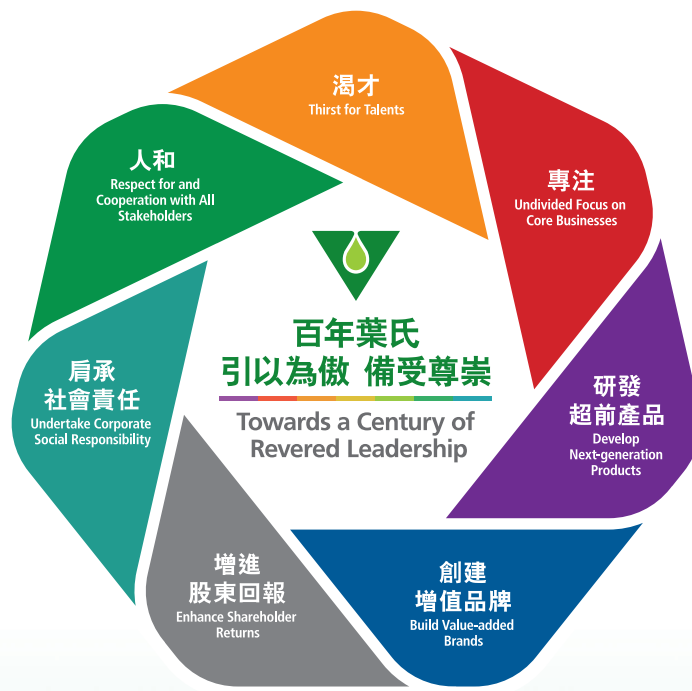 渴才
Thirst for Talents
專注
Undivided Focus on
Core Businesses
研發
超前產品
Develop
Next-generation
Products
創建
增值品牌
Build Value-added
Brands
增進
股東回報
Enhance Shareholder
Returns
肩承
社會責任
Undertake Corporate
Social Responsibility
人和
Respect for and
Cooperation with All
Stakeholders
百年葉氏
引以為傲 備受尊崇
Towards a Century of
Revered Leadership